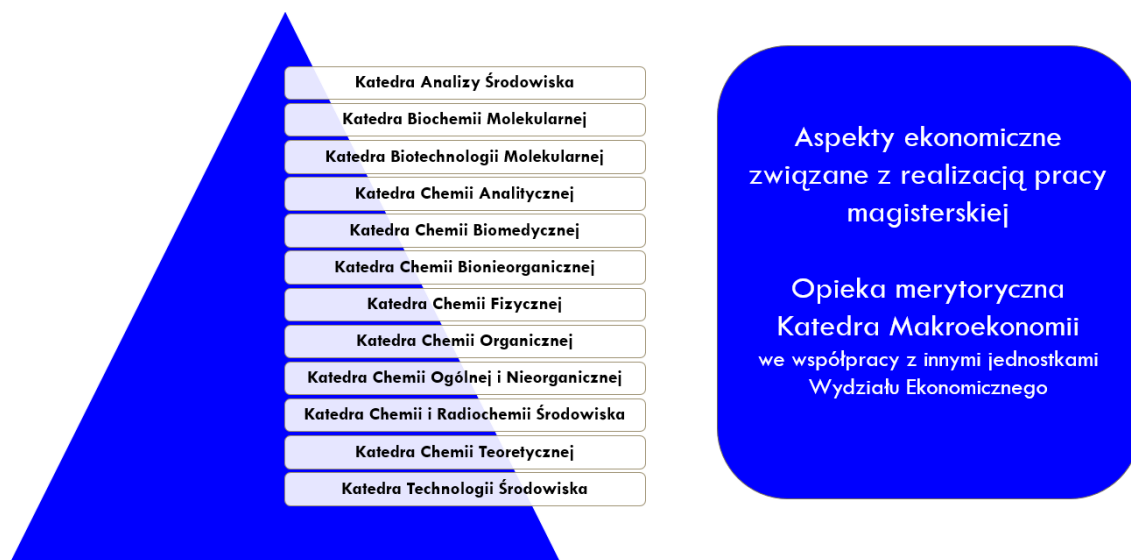 Katedra Analizy Środowiska
Katedra Biochemii Molekularnej
Katedra Biotechnologii Molekularnej
Katedra Chemii Analitycznej
Katedra Chemii Biomedycznej
Katedra Chemii Bionieorganicznej
Katedra Chemii Fizycznej
Katedra Chemii Organicznej
Katedra Chemii Ogólnej i Nieorganicznej
Katedra Chemii i Radiochemii Środowiska
Katedra Chemii Teoretycznej
Katedra Technologii Środowiska
Aspekty ekonomiczne
związane z realizacją pracy
magisterskiej
Opieka merytoryczna
Katedra Makroekonomii
we współpracy z innymi jednostkami
Wydziału Ekonomicznego